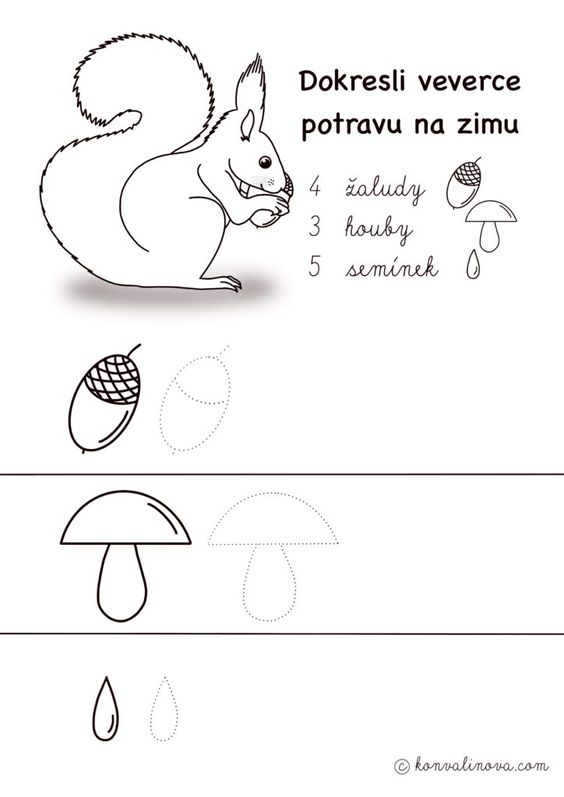 Dokresli veverce
potravu na zimu
4 žaludy
3 houby
5 semínek
© konvalinova.com